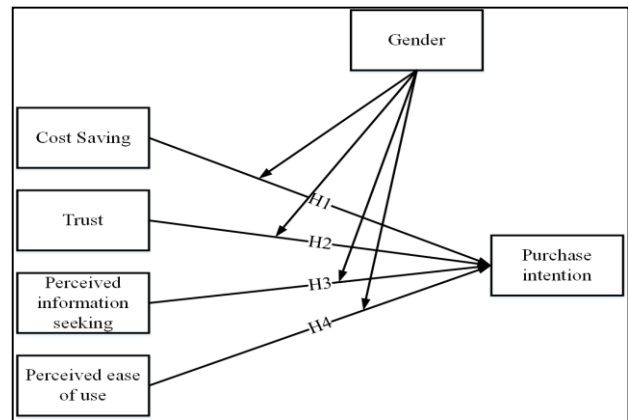 Gender
Cost Saving
H1
Trust
H2
Purchase
intention
Perceived
information
seeking
H3
H4
Perceived ease
of use